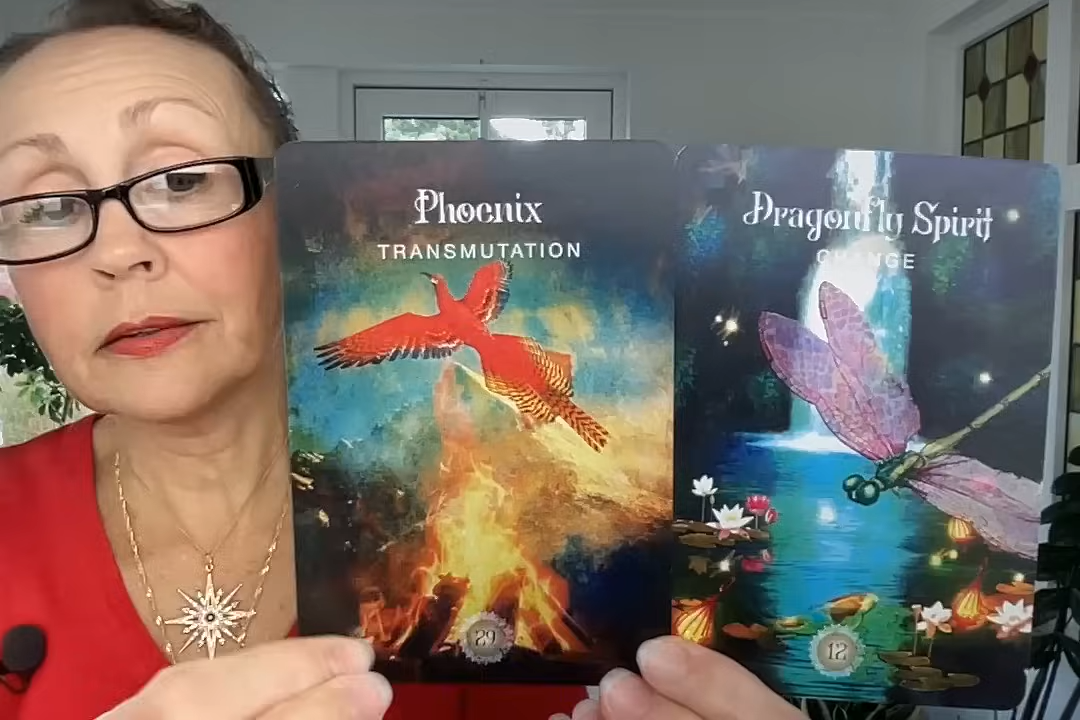 Phoenix
TRANSMUTATION
29
Dragonfly Spirit
CHANGE
12